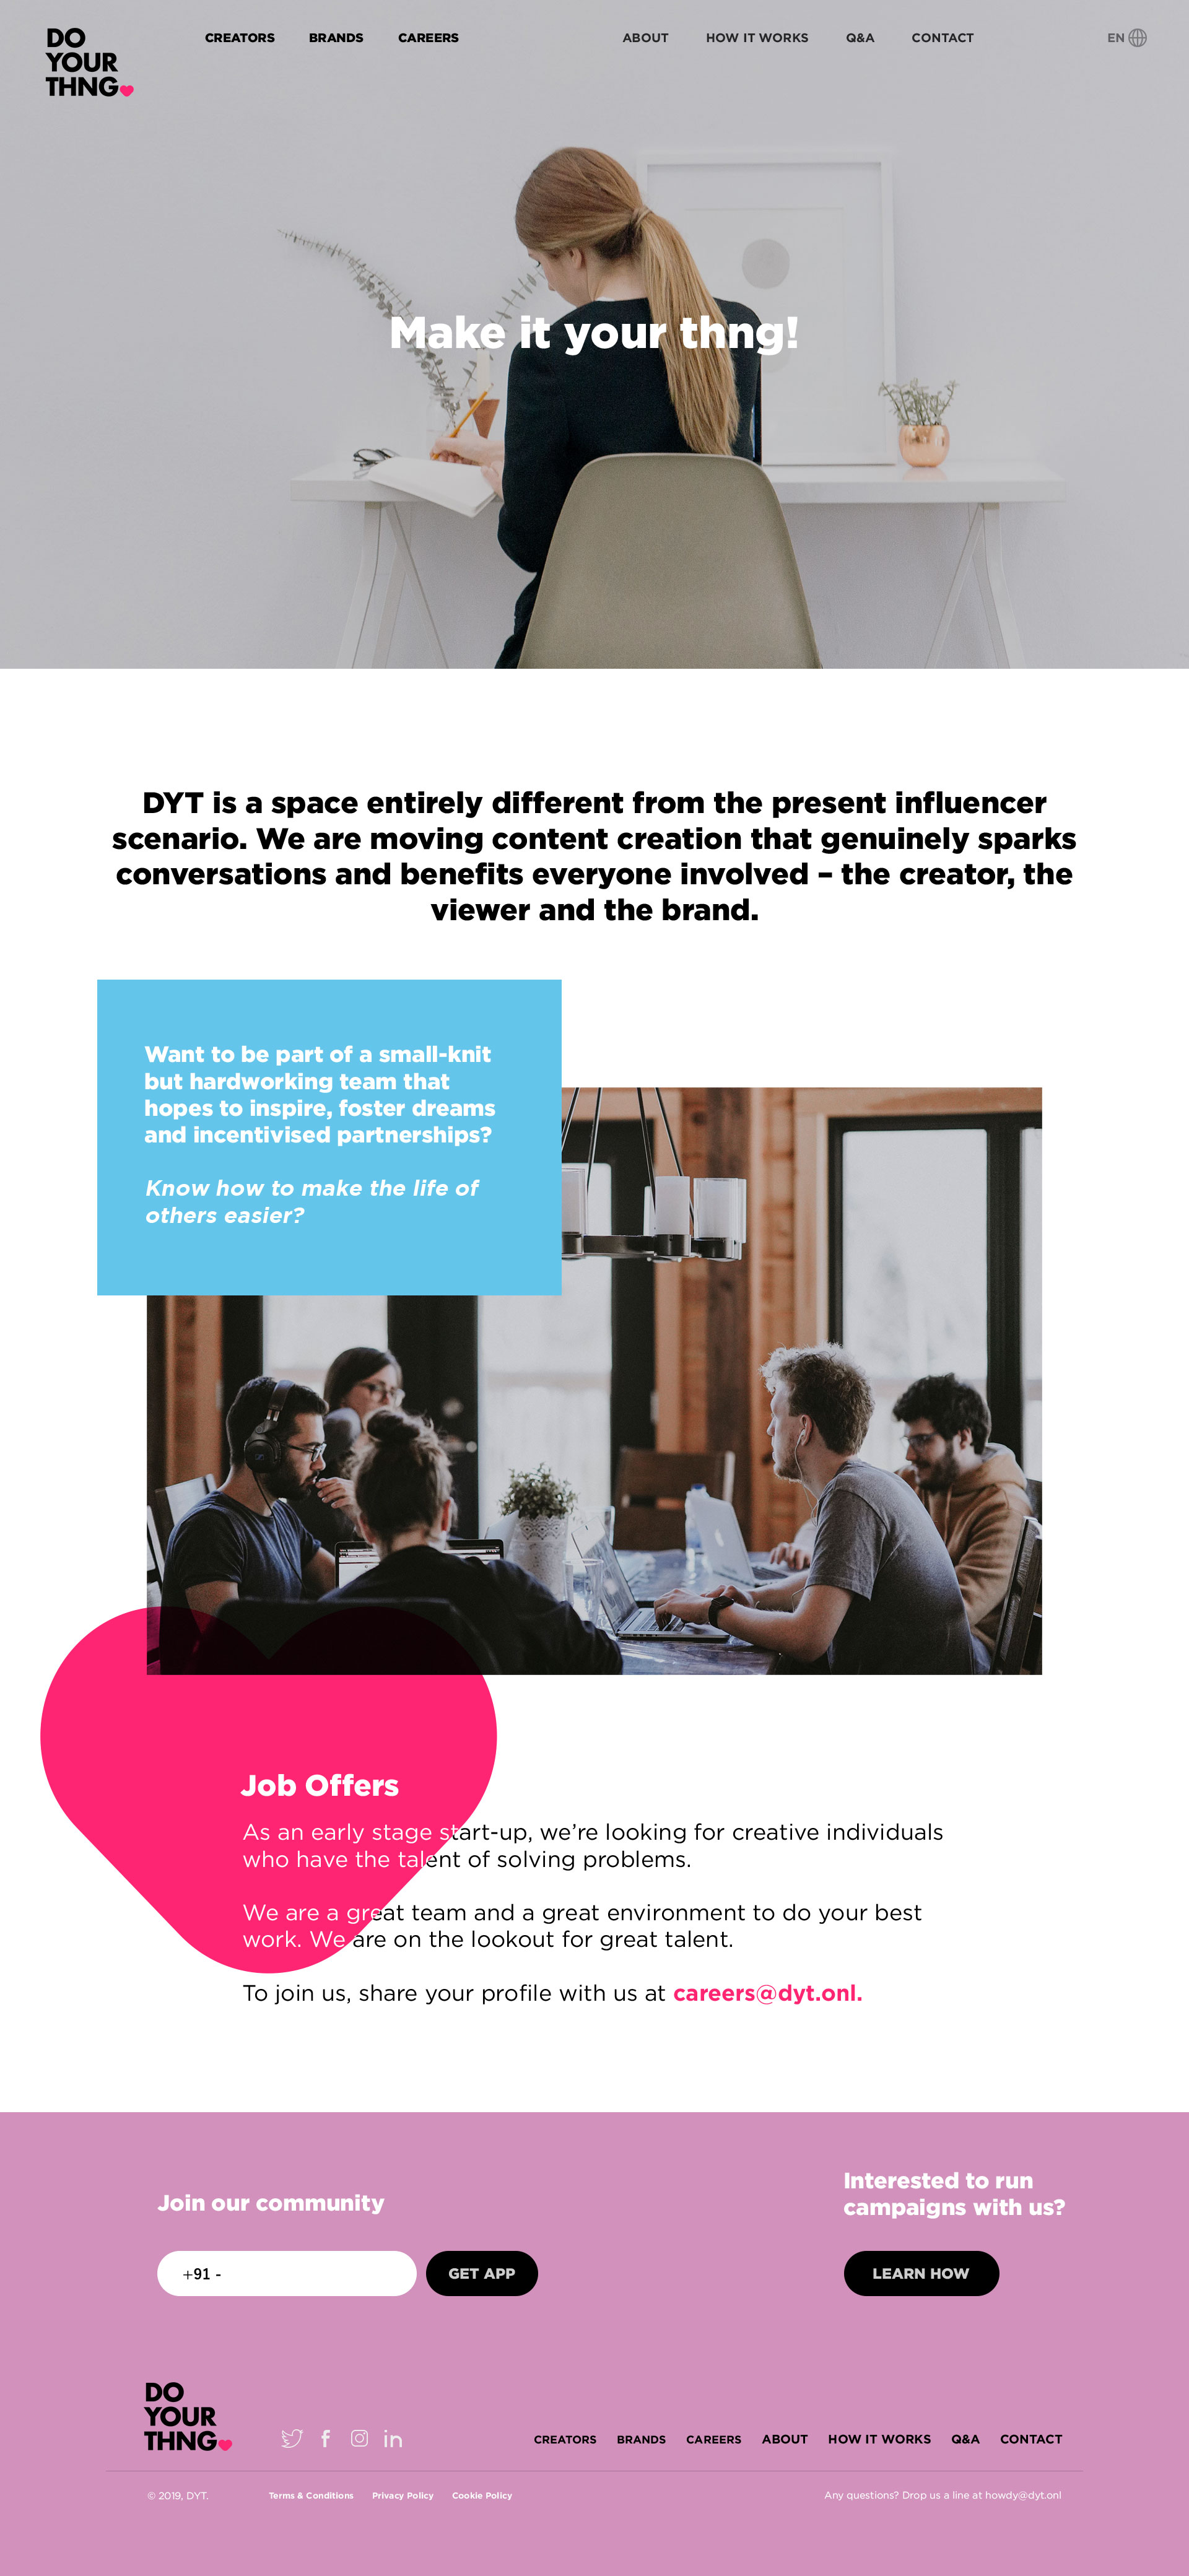 DO
YOUR
THNG
CREATORS BRANDS CAREERS ABOUT HOW IT WORKS Q&A CONTACT EN
Make it your thng!
DYT is a space entirely different from the present influencer
scenario. We are moving content creation that genuinely sparks
conversations and benefits everyone involved – the creator, the
viewer and the brand.
Want to be part of a small-knit
but hardworking team that
hopes to inspire, foster dreams
and incentivised partnerships?
Know how to make the life of
others easier?
Job Offers
As an early stage start-up, we’re looking for creative individuals
who have the talent of solving problems.
We are a great team and a great environment to do your best
work. We are on the lookout for great talent.
To join us, share your profile with us at careers@dyt.onl.
Join our community
+91 -
GET APP
Interested to run
campaigns with us?
LEARN HOW
DO
YOUR
THNG
CREATORS BRANDS CAREERS ABOUT HOW IT WORKS Q&A CONTACT
© 2019, DYT. Terms & Conditions Privacy Policy Cookie Policy Any questions? Drop us a line at howdy@dyt.onl